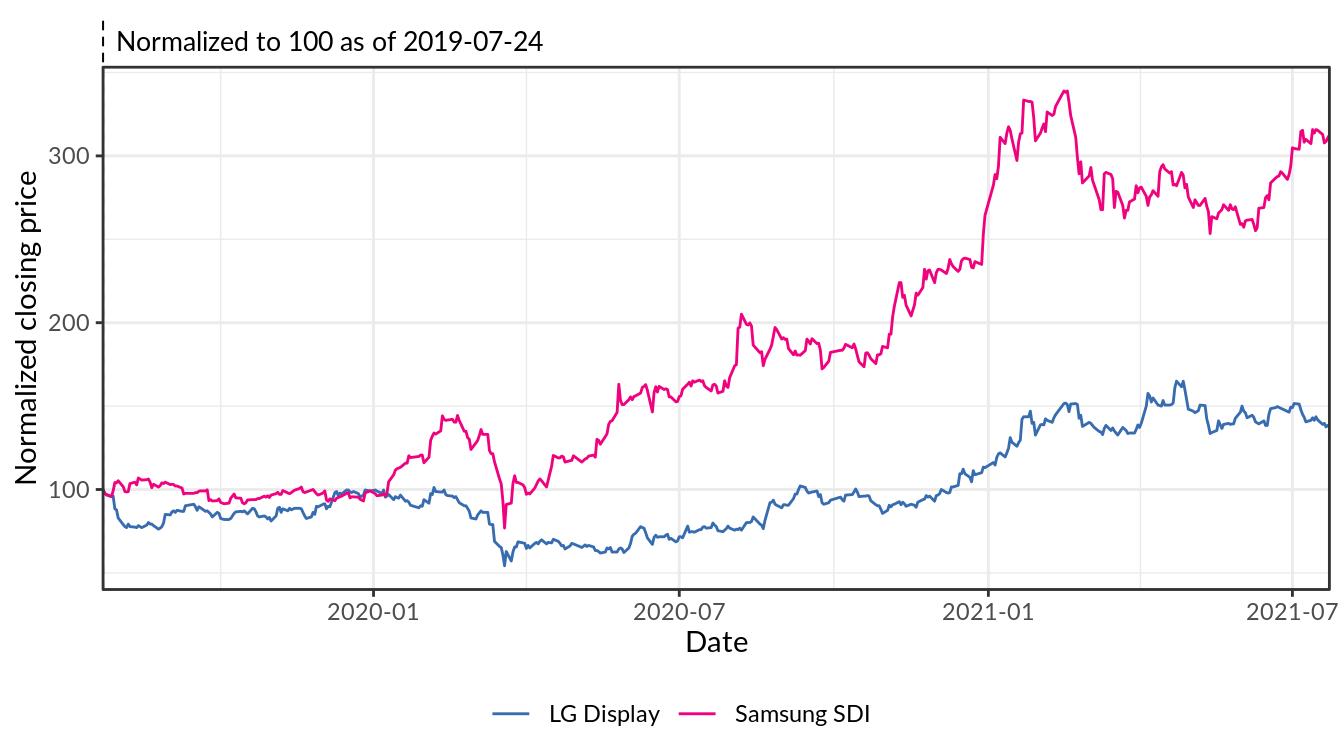 Normalized to 100 as of 2019-07-24
Normalized closing price
300
200
100
2020-01
2020-07
2021-01
2021-07
Date
LG Display
Samsung SDI